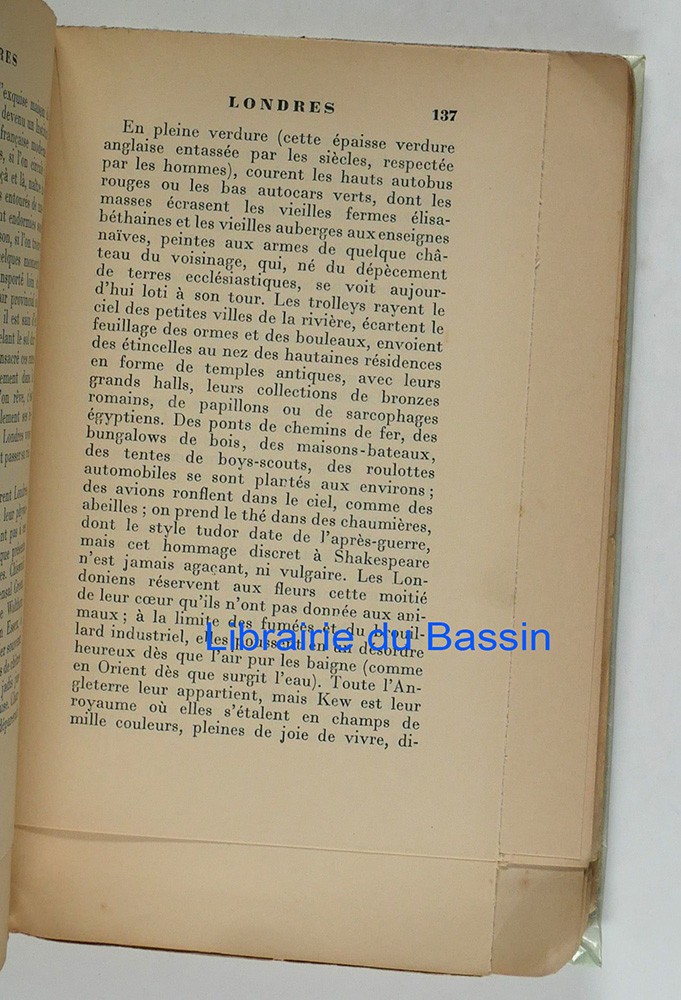 RES
LONDRES
137
En pleine verdure (cette épaisse verdure
anglaise entassée par les siècles, respectée
par les hommes), courent les hauts autobus
rouges ou les bas autocars verts, dont les
masses écrasent les vieilles fermes élisa-
béthaines et les vieilles auberges aux enseignes
naïves, peintes aux armes de quelque châ-
teau du voisinage, qui, né du dépècement
de terres ecclésiastiques, se voit aujour-
d'hui loti à son tour. Les trolleys rayent le
ciel des petites villes de la rivière, écartent le
feuillage des ormes et des bouleaux, envoient
des étincelles au nez des hautaines résidences
en forme de temples antiques, avec leurs
grands halls, leurs collections de bronzes
romains, de papillons ou de sarcophages
égyptiens. Des ponts de chemins de fer, des
bungalows de bois, des maisons-bateaux,
des tentes de boys-scouts, des roulottes
automobiles se sont plantés aux environs ;
des avions ronflent dans le ciel, comme des
abeilles ; on prend le thé dans des chaumières,
dont le style tudor date de l'après-guerre,
mais cet hommage discret à Shakespeare
n'est jamais agaçant, ni vulgaire. Les Lon-
doniens réservent aux fleurs cette moitié
de leur cœur qu'ils n'ont pas donnée aux ani-
maux ; à la limite des fumées et du brouil-
lard industriel, elles poussent en un désordre
heureux dès que l'air pur les baigne (comme
en Orient dès que surgit l'eau). Toute l'An-
gleterre leur appartient, mais Kew est leur
royaume où elles s'étalent en champs de
mille couleurs, pleines de joie de vivre, di-
Librairie du Bassin